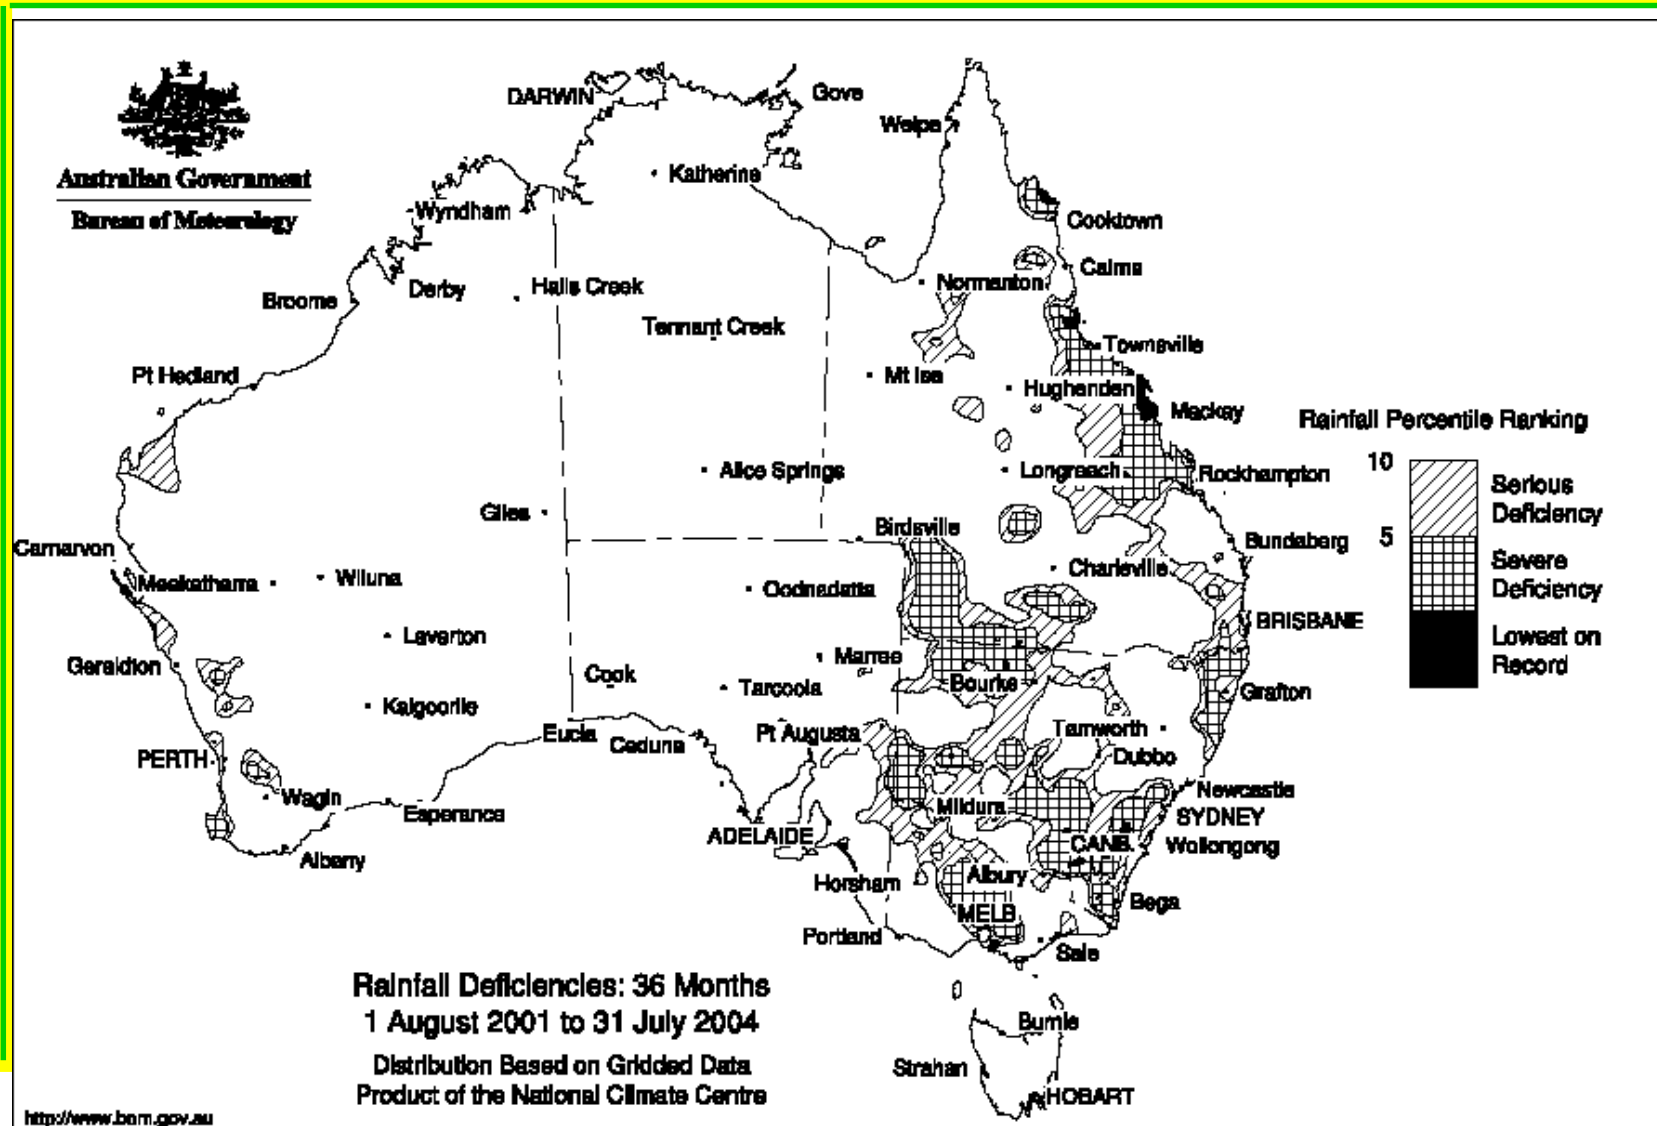 Australian Government
Bureau of Meteorology
DARWIN
Gove
Weipa
Katherine
Wyndham
Cooktown
Cairns
Derby
Halls Creek
Normanton
Broome
Tennant Creek
Townsville
Pt Hedland
Mt Isa
Hughenden
Mackay
Rainfall Percentile Ranking
10
Alice Springs
Longreach
Rockhampton
Serious
Deficiency
Giles
Birdsville
5
Carnarvon
Bundaberg
Meekatharra
Wiluna
Oodnadatta
Charleville
Severe
Deficiency
BRISBANE
Laverton
Marree
Lowest on
Record
Geraldton
Cook
Tarcoola
Bourke
Grafton
Kalgoorlie
Eucla
Ceduna
Pt Augusta
Tamworth
PERTH
Dubbo
Wagin
Mildura
Newcastle
Esperance
SYDNEY
ADELAIDE
CANB.
Wollongong
Albany
Horsham
Albury
MELB
Bega
Portland
Sale
Rainfall Deficiencies: 36 Months
1 August 2001 to 31 July 2004
Distribution Based on Gridded Data
Product of the National Climate Centre
Burnie
Strahan
HOBART
http://www.bom.gov.au